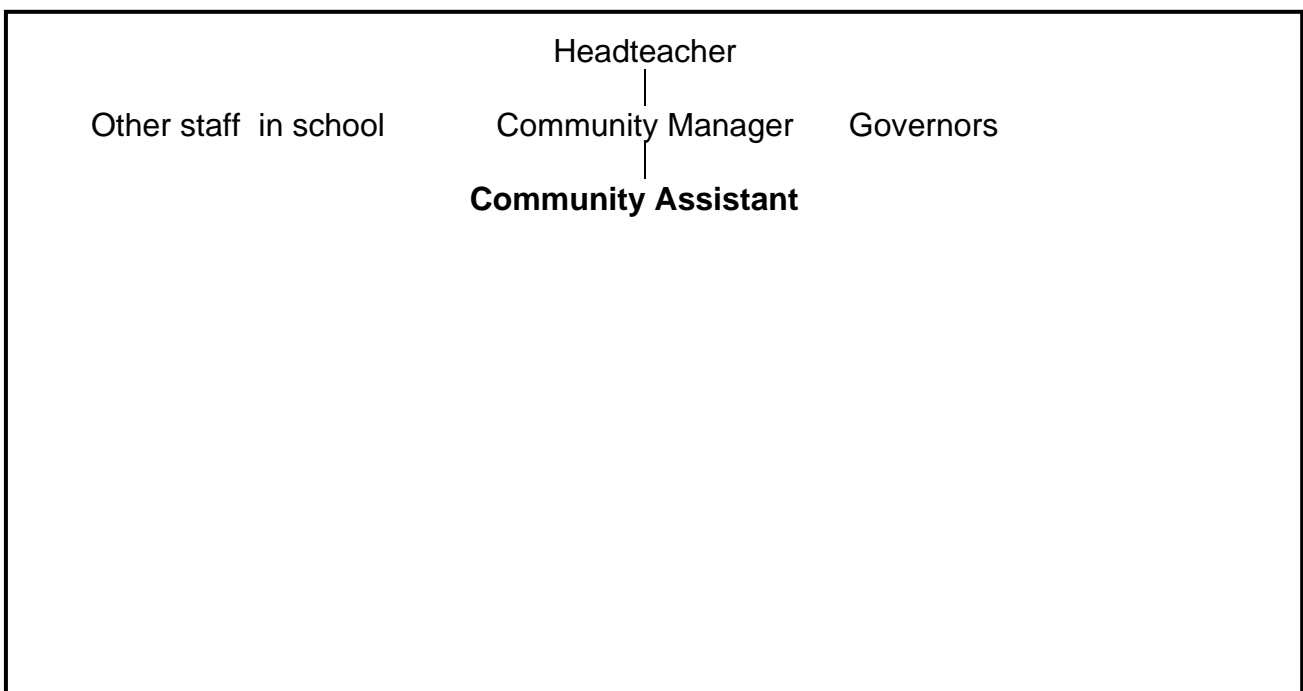 Headteacher
Other staff in school Community Manager Governors
Community Assistant